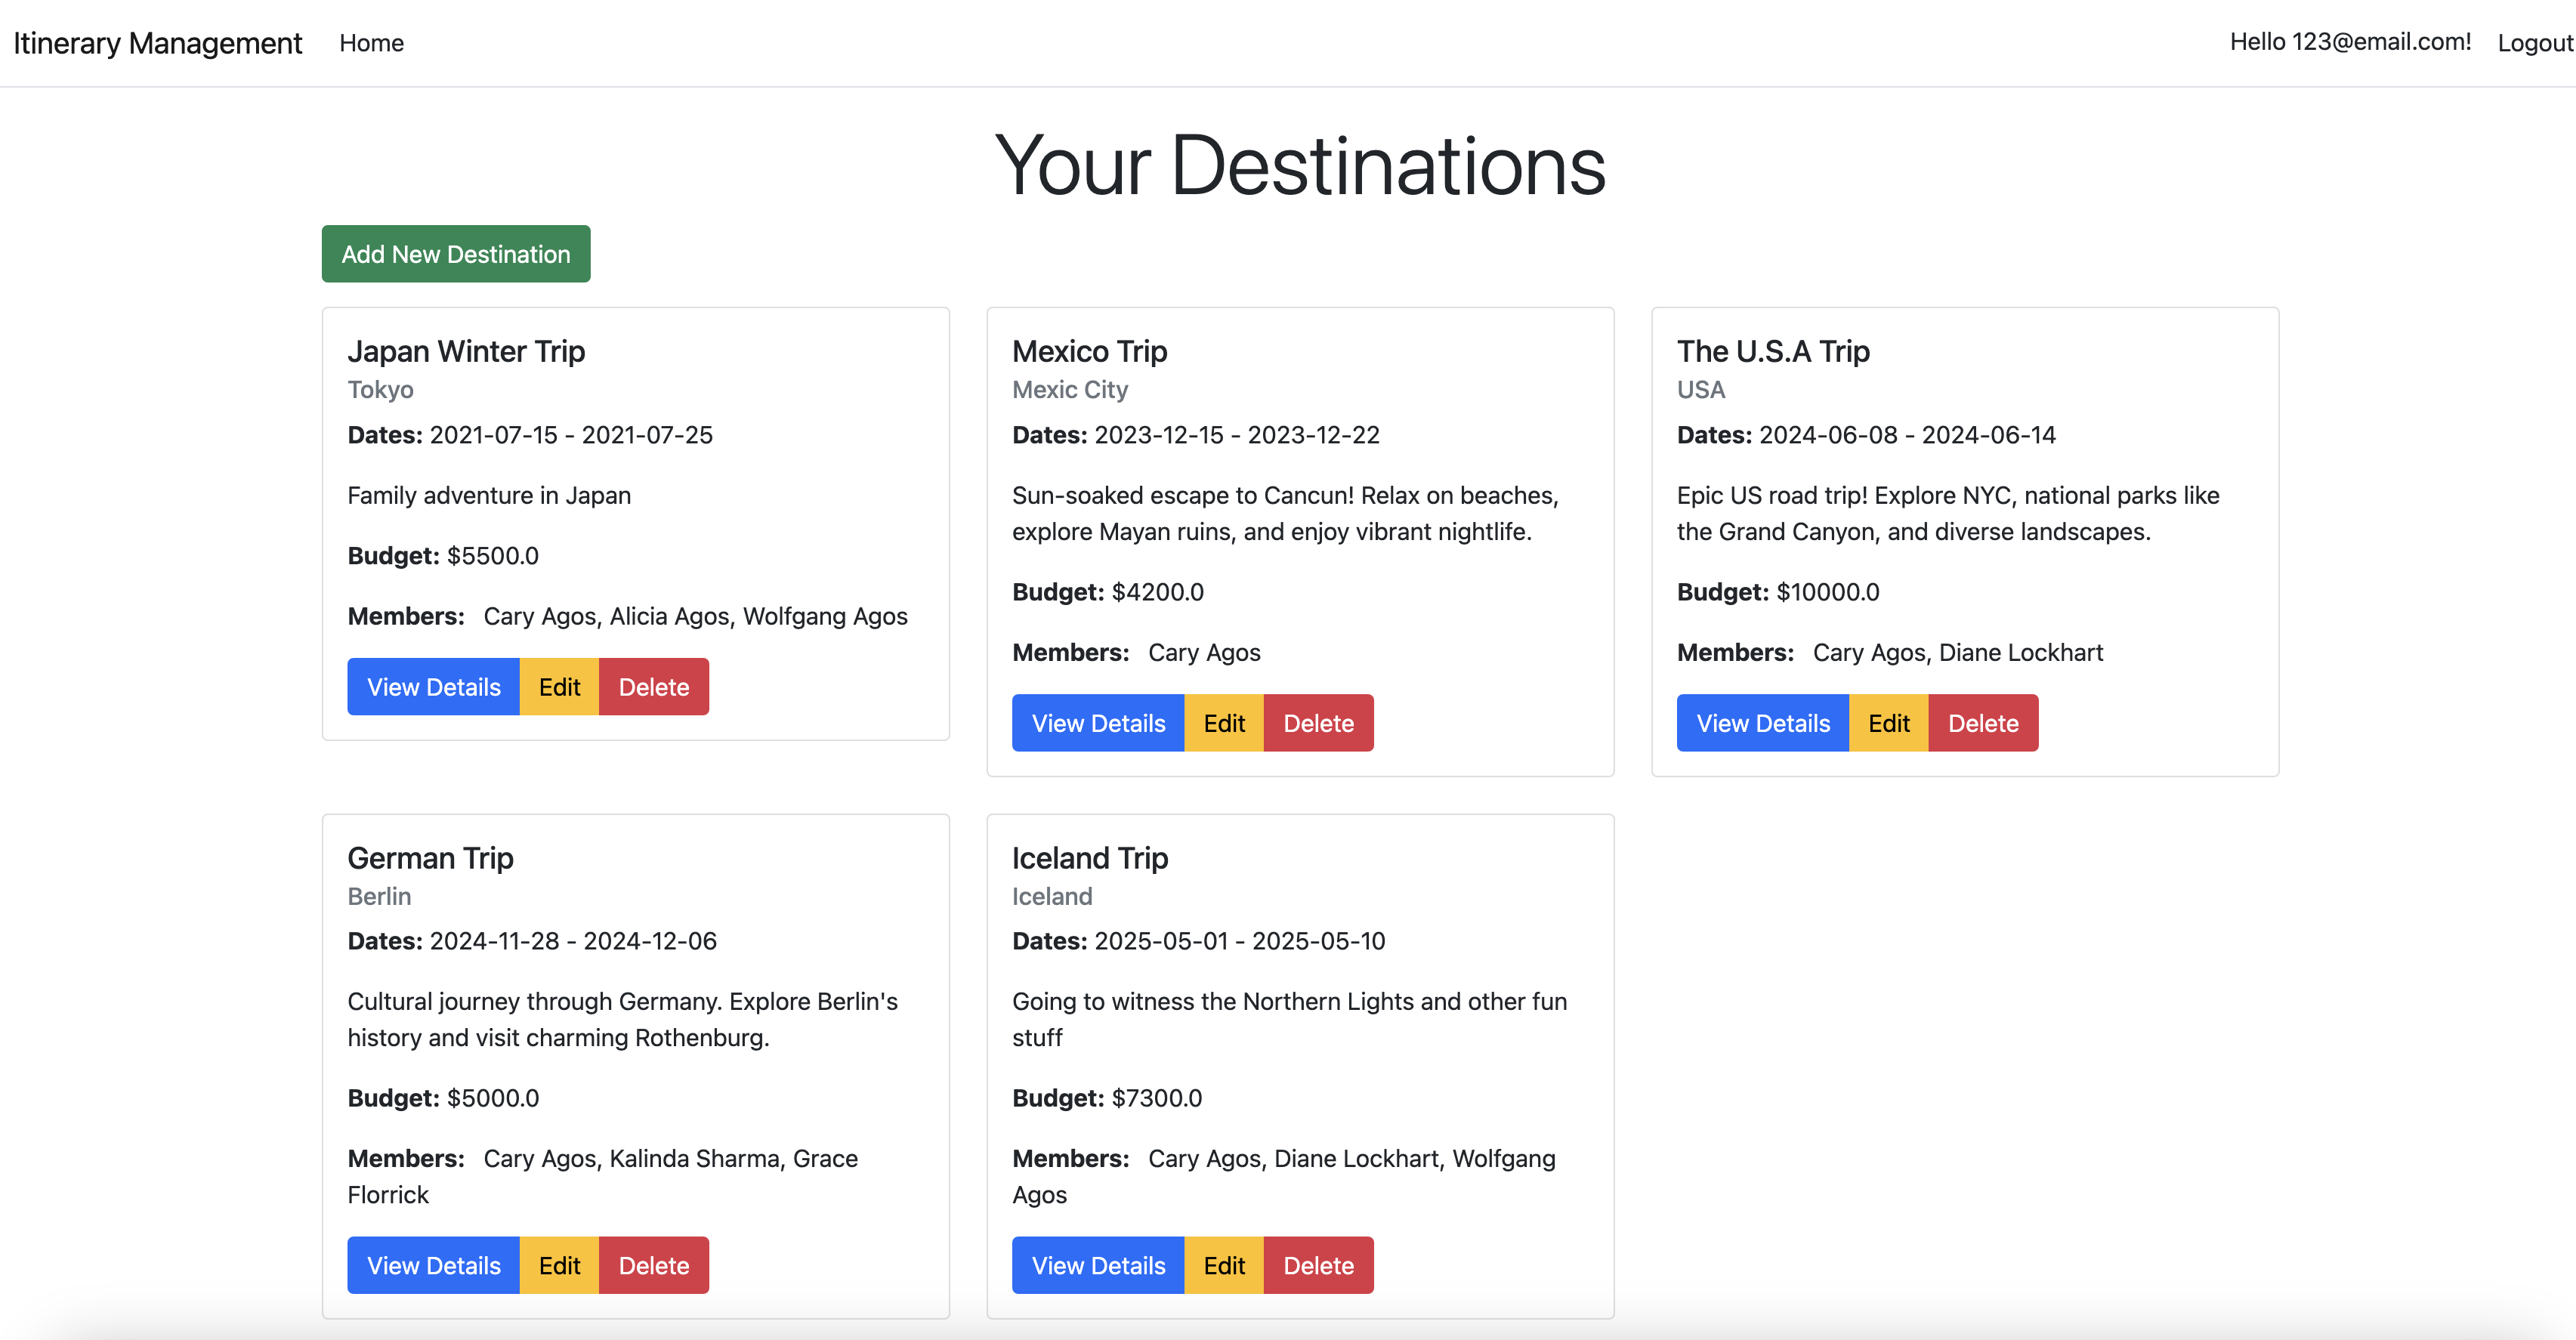 Itinerary Management Home Hello 123@email.com! Logout
Your Destinations
Add New Destination
Japan Winter Trip
Tokyo
Dates: 2021-07-15 - 2021-07-25
Family adventure in Japan
Budget: $5500.0
Members: Cary Agos, Alicia Agos, Wolfgang Agos
View Details Edit Delete
Mexico Trip
Mexic City
Dates: 2023-12-15 - 2023-12-22
Sun-soaked escape to Cancun! Relax on beaches,
explore Mayan ruins, and enjoy vibrant nightlife.
Budget: $4200.0
Members: Cary Agos
View Details Edit Delete
The U.S.A Trip
USA
Dates: 2024-06-08 - 2024-06-14
Epic US road trip! Explore NYC, national parks like
the Grand Canyon, and diverse landscapes.
Budget: $10000.0
Members: Cary Agos, Diane Lockhart
View Details Edit Delete
German Trip
Berlin
Dates: 2024-11-28 - 2024-12-06
Cultural journey through Germany. Explore Berlin's
history and visit charming Rothenburg.
Budget: $5000.0
Members: Cary Agos, Kalinda Sharma, Grace
Florrick
View Details Edit Delete
Iceland Trip
Iceland
Dates: 2025-05-01 - 2025-05-10
Going to witness the Northern Lights and other fun
stuff
Budget: $7300.0
Members: Cary Agos, Diane Lockhart, Wolfgang
Agos
View Details Edit Delete